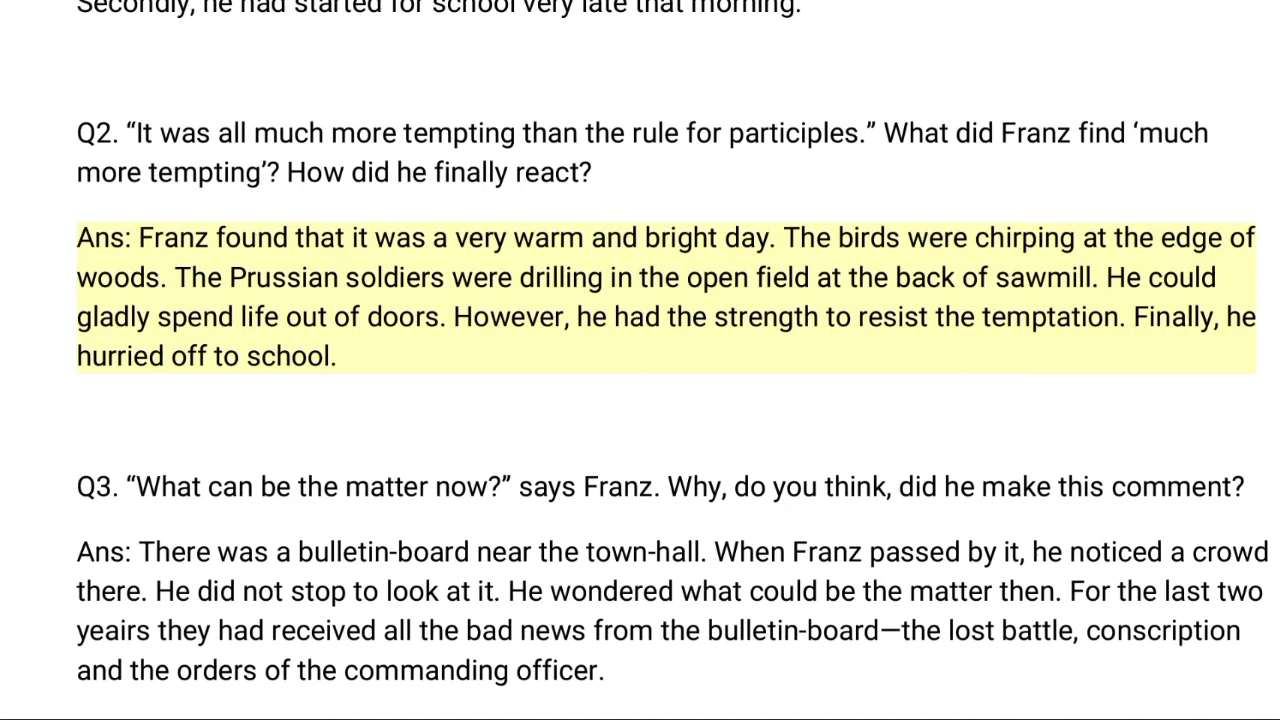 Secondly, he had started for school very late that morning.
Q2. “It was all much more tempting than the rule for participles.” What did Franz find ‘much
more tempting’? How did he finally react?
Ans: Franz found that it was a very warm and bright day. The birds were chirping at the edge of
woods. The Prussian soldiers were drilling in the open field at the back of sawmill. He could
gladly spend life out of doors. However, he had the strength to resist the temptation. Finally, he
hurried off to school.
Q3. “What can be the matter now?” says Franz. Why, do you think, did he make this comment?
Ans: There was a bulletin-board near the town-hall. When Franz passed by it, he noticed a crowd
there. He did not stop to look at it. He wondered what could be the matter then. For the last two
yeairs they had received all the bad news from the bulletin-board—the lost battle, conscription
and the orders of the commanding officer.